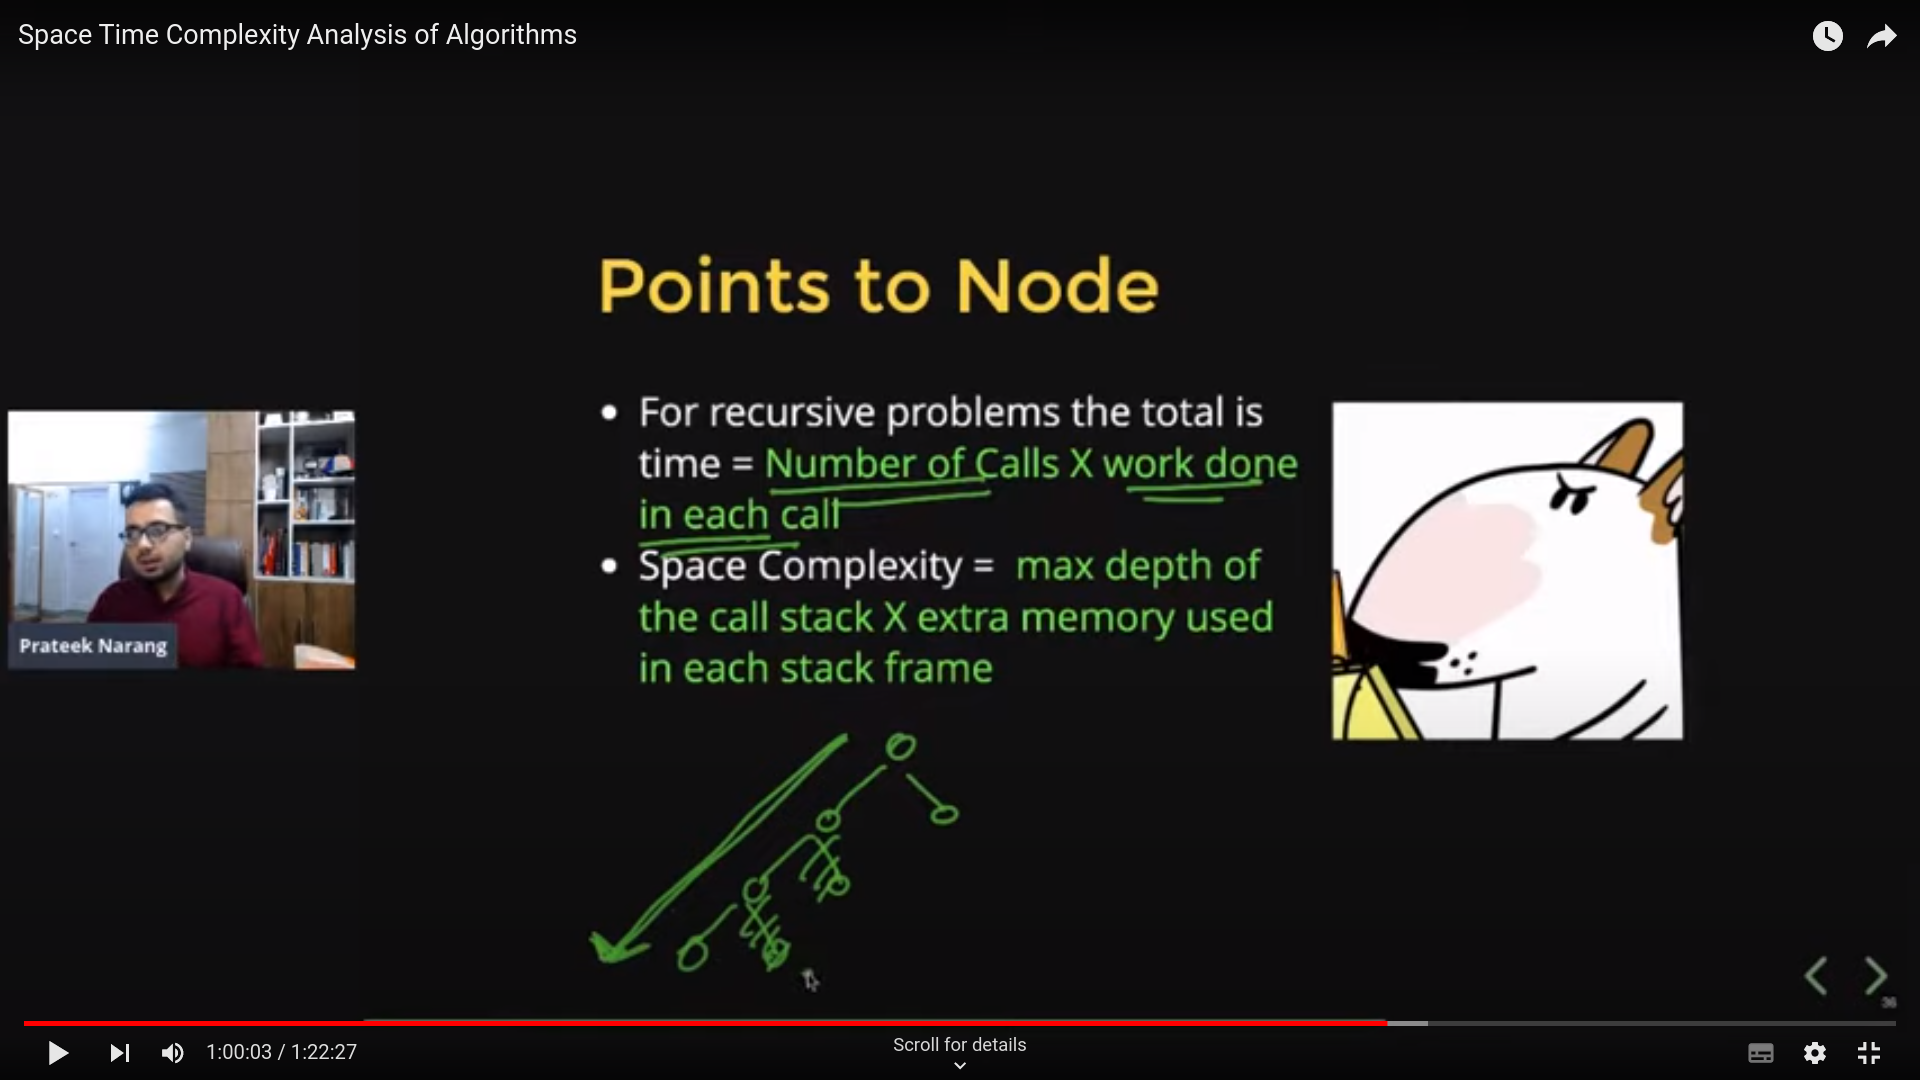 Space Time Complexity Analysis of Algorithms
Points to Node
• For recursive problems the total is
time = Number of Calls X work done
in each call
• Space Complexity = max depth of
the call stack X extra memory used
in each stack frame
Prateek Narang
36
1:00:03 / 1:22:27
Scroll for details